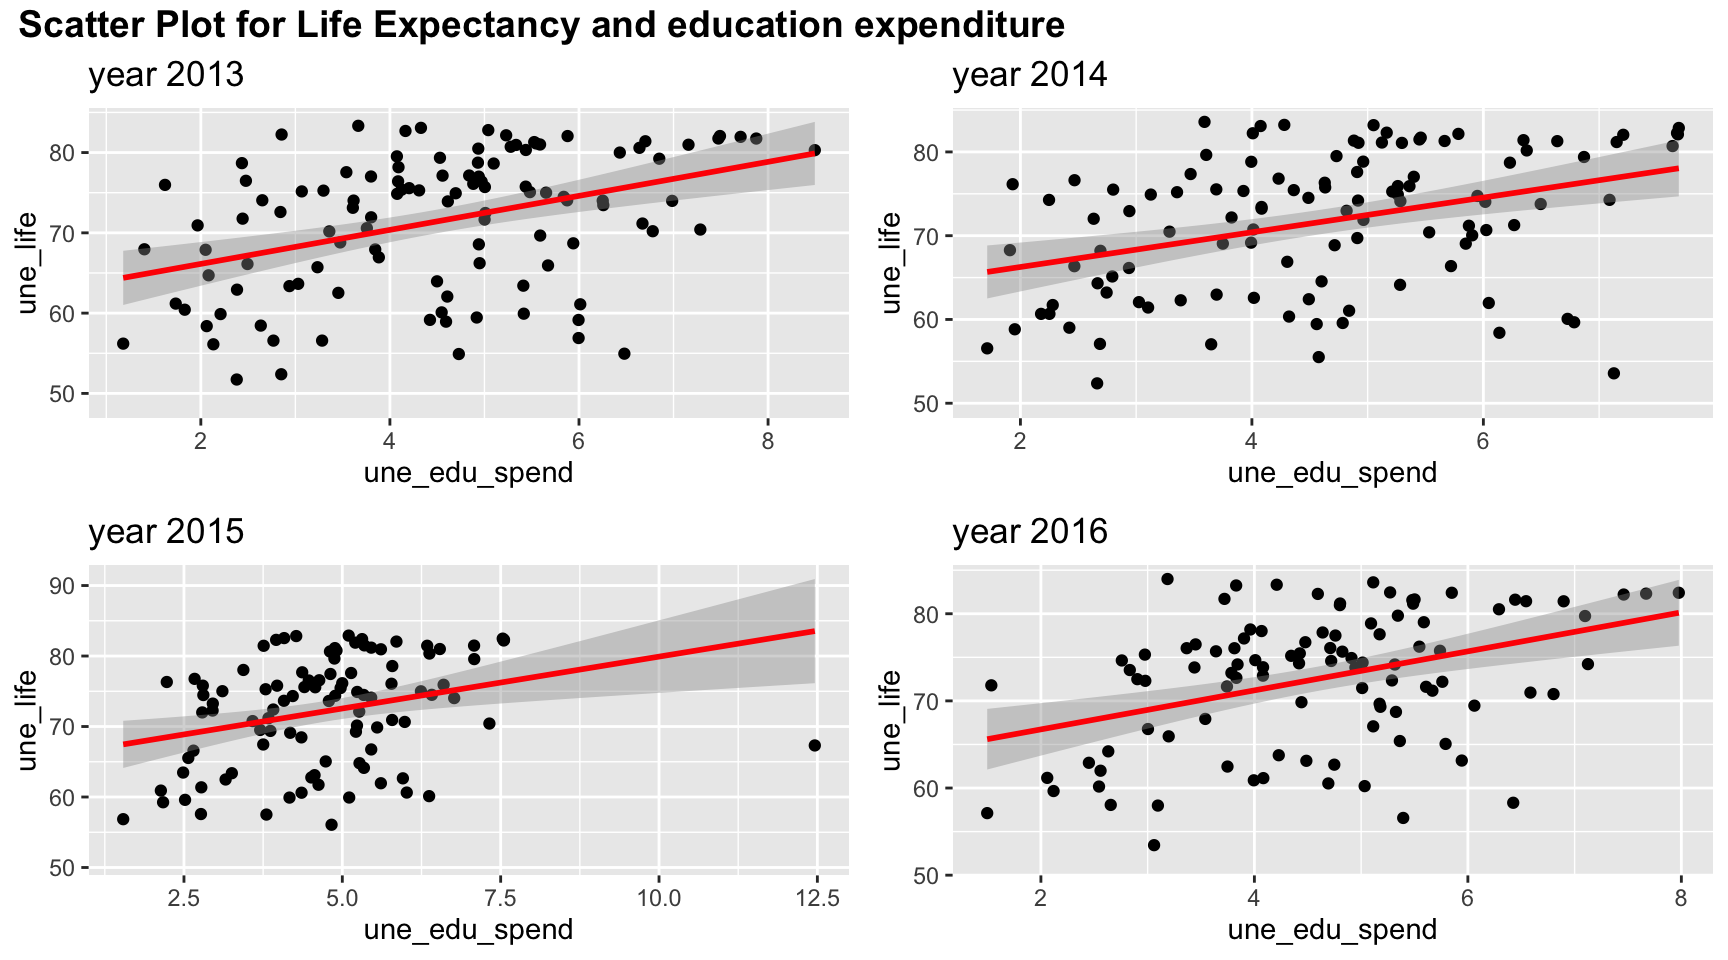 Scatter Plot for Life Expectancy and education expenditure
year 2013
80
70
60
50
une_life
2 4 6 8
une_edu_spend
year 2014
80
70
60
50
une_life
2 4 6
une_edu_spend
year 2015
90
80
70
60
50
une_life
2.5 5.0 7.5 10.0 12.5
une_edu_spend
year 2016
80
70
60
50
une_life
2 4 6 8
une_edu_spend